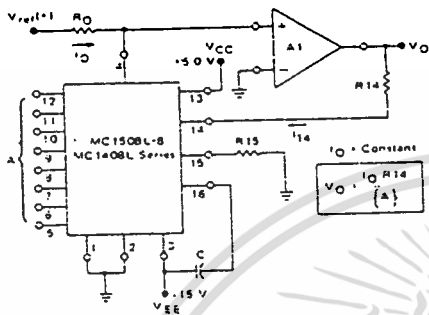 Vref(+) RO
IO
4
VCC
+5.0 V
+
A1
−
VO
13
R14
14
I14
R15
15
16
12
11
10
9
8
7
6
5
A
MC1508L-8
MC1408L Series
1
2
3
C
VEE
-15 V
IO = Constant
VO = IO R14
{A}